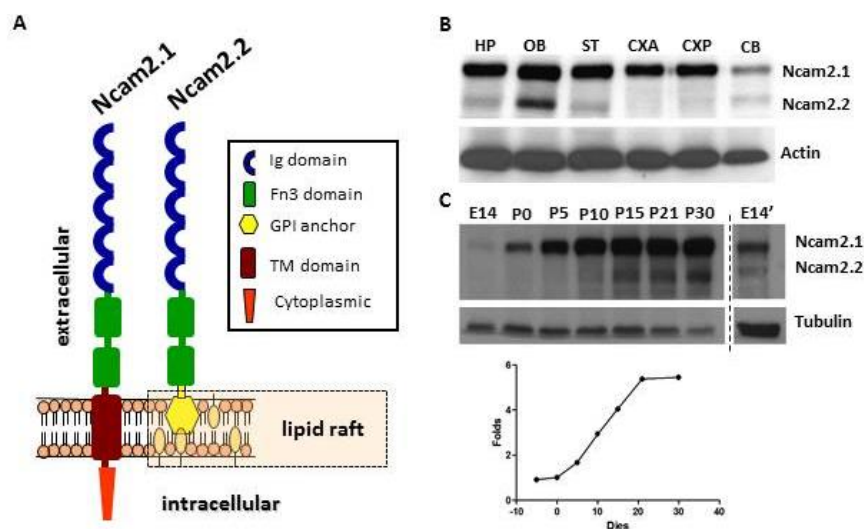 A
Ncam2.1
Ncam2.2
extracellular
Ig domain
Fn3 domain
GPI anchor
TM domain
Cytoplasmic
lipid raft
intracellular
B
HP OB ST CXA CXP CB
Ncam2.1
Ncam2.2
Actin
C
E14 P0 P5 P10 P15 P21 P30 E14'
Ncam2.1
Ncam2.2
Tubulin
Folds
6
4
2
0
-10 0 10 20 30 40
Dies